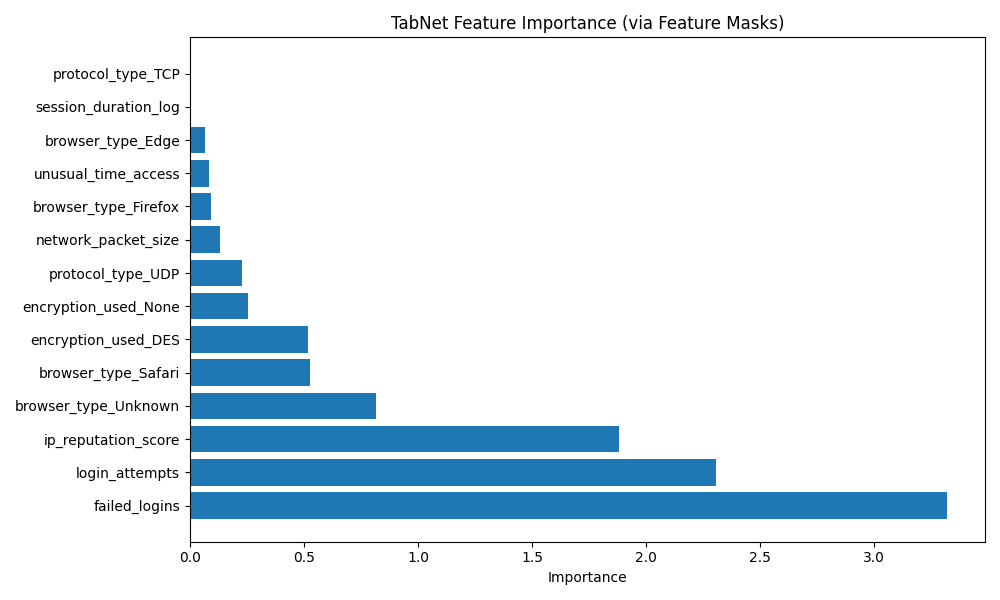 TabNet Feature Importance (via Feature Masks)
protocol_type_TCP
session_duration_log
browser_type_Edge
unusual_time_access
browser_type_Firefox
network_packet_size
protocol_type_UDP
encryption_used_None
encryption_used_DES
browser_type_Safari
browser_type_Unknown
ip_reputation_score
login_attempts
failed_logins
0.0 0.5 1.0 1.5 2.0 2.5 3.0
Importance